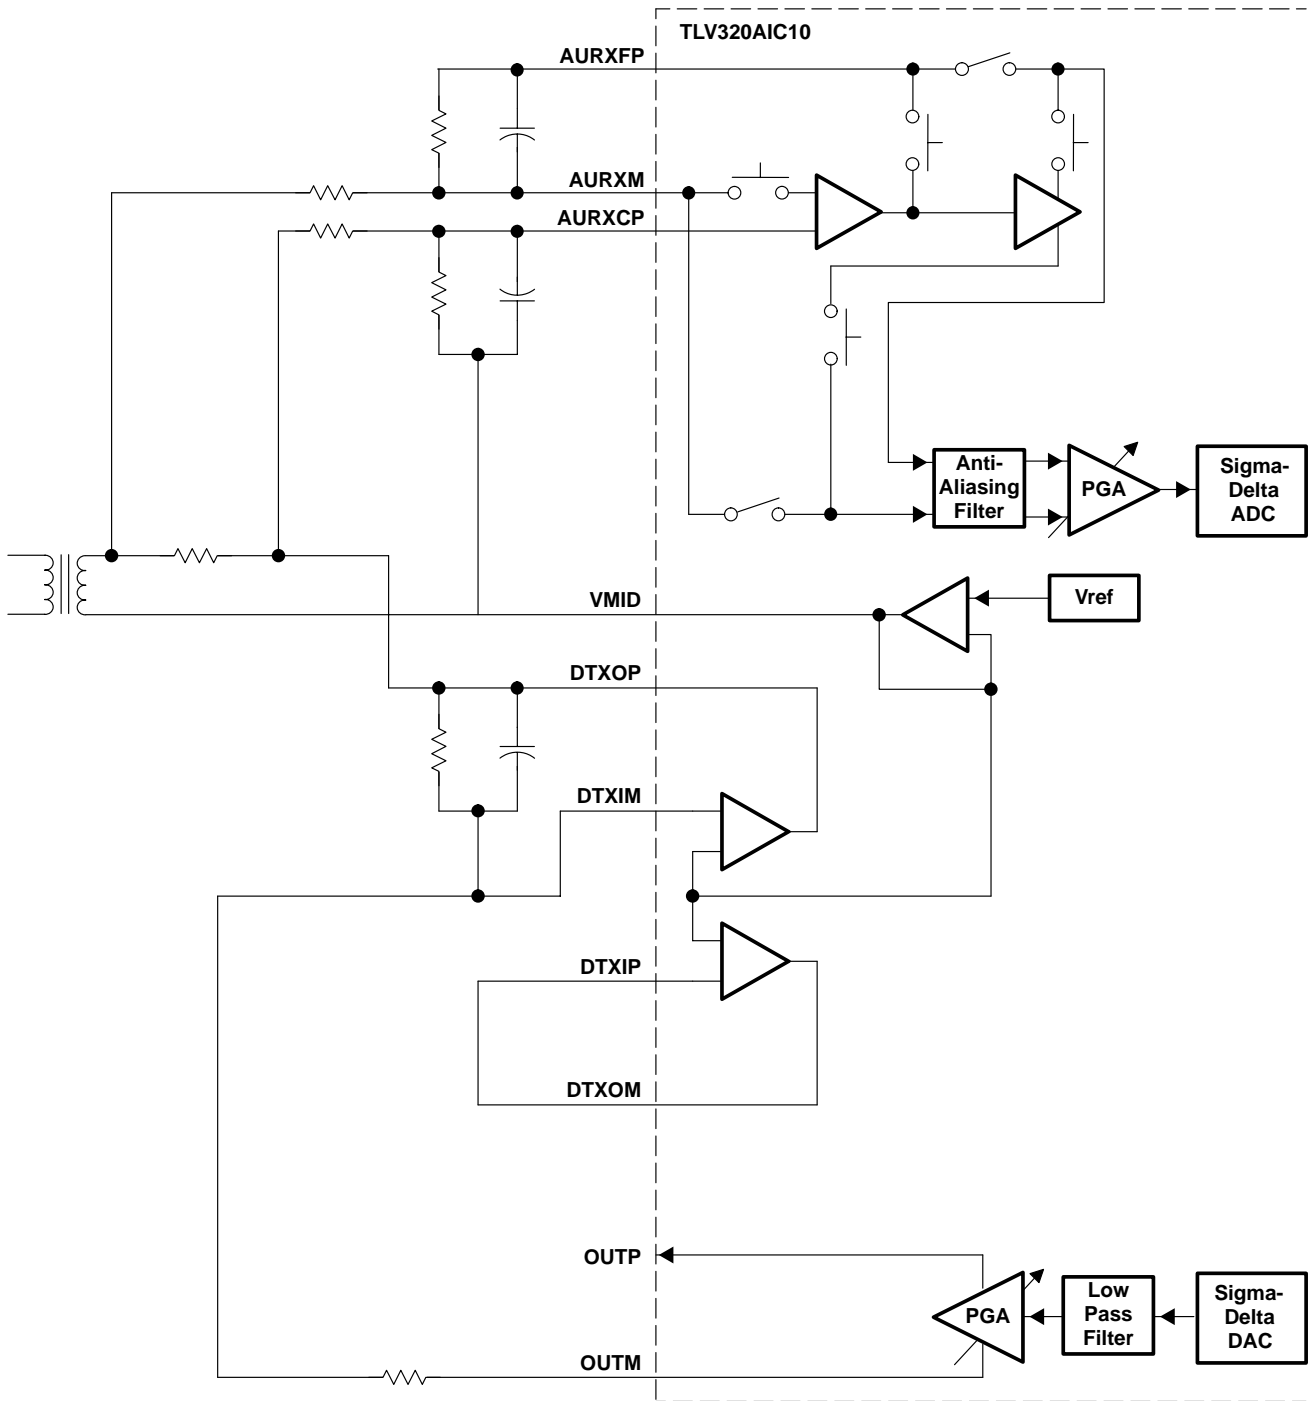 TLV320AIC10
AURXFP
AURXM
AURXCP
Anti-
Aliasing
Filter
PGA
Sigma-
Delta
ADC
VMID
Vref
DTXOP
DTXIM
DTXIP
DTXOM
OUTP
PGA
Low
Pass
Filter
Sigma-
Delta
DAC
OUTM